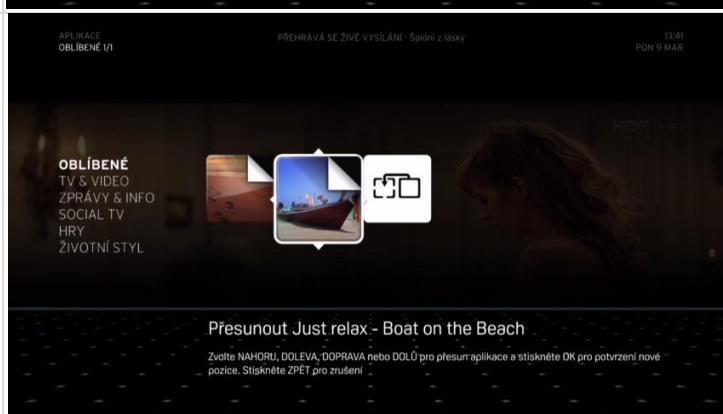 APLIKACE
OBLÍBENÉ 1/1
PŘEHRÁVÁ SE ŽIVÉ VYSÍLÁNÍ · Špióni z lásky
13:41
PON 9 MAR
HBO HD
OBLÍBENÉ
TV & VIDEO
ZPRÁVY & INFO
SOCIAL TV
HRY
ŽIVOTNÍ STYL
Přesunout Just relax - Boat on the Beach
Zvolte NAHORU, DOLEVA, DOPRAVA nebo DOLŮ pro přesun aplikace a stiskněte OK pro potvrzení nové
pozice. Stiskněte ZPĚT pro zrušení